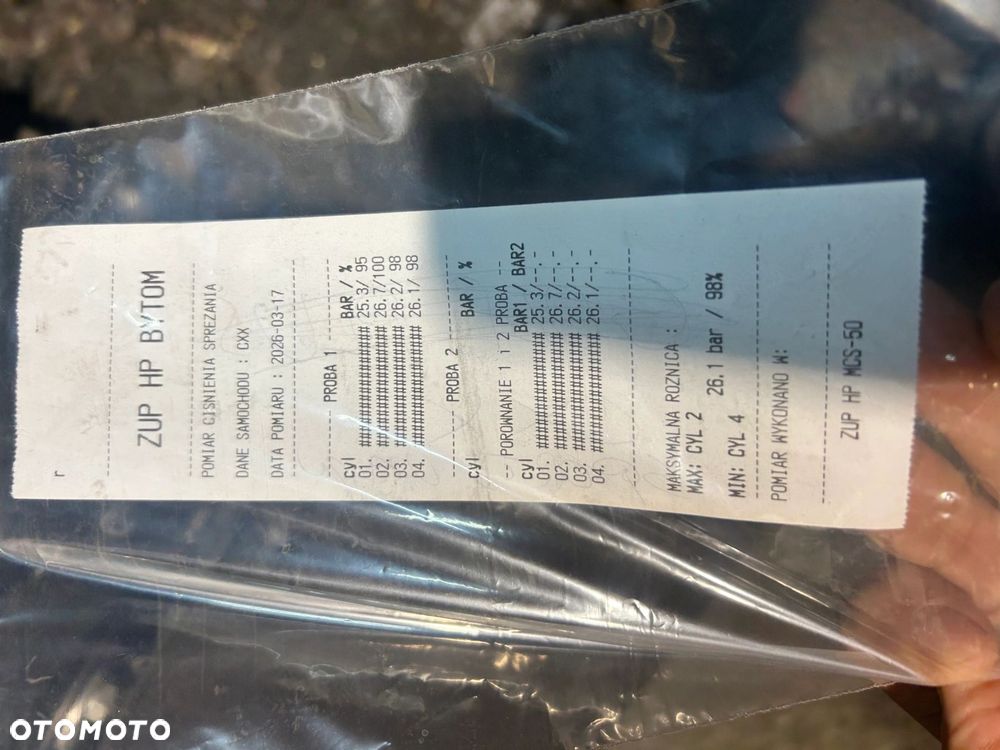 r
ZUP HP BYTOM
POMIAR CIŚNIENIA SPREZANIA
DANE SAMOCHODU : CXX
DATA POMIARU : 2026-03-17
---- PROBA 1 ----
cyl BAR / %
01. ################ 25.3/ 95
02. ################ 26.7/100
03. ################ 26.2/ 98
04. ################ 26.1/ 98
---- PROBA 2 ----
cyl BAR / %
-- POROWNANIE 1 i 2 PROBA --
cyl BAR1 / BAR2
01. ################ 25.3/--.-
02. ################ 26.7/--.-
03. ################ 26.2/--.-
04. ################ 26.1/--.-
MAKSYMALNA ROZNICA :
MAX: CYL 2
MIN: CYL 4 26.1 bar / 98%
POMIAR WYKONANO W:
ZUP HP MCS-50
OTOMOTO